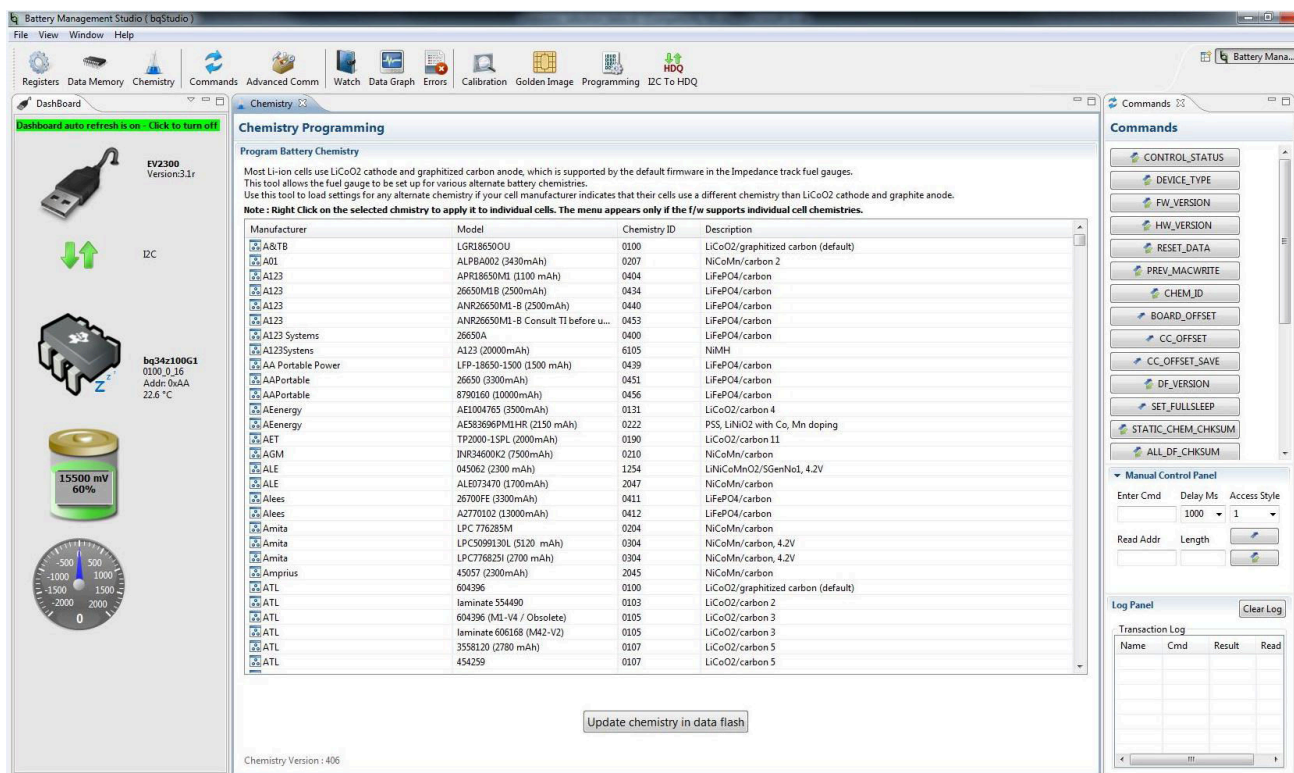 Battery Management Studio ( bqStudio )
File View Window Help
Registers Data Memory Chemistry Commands Advanced Comm Watch Data Graph Errors Calibration Golden Image Programming I2C To HDQ
HDQ
Battery Mana...
DashBoard
Dashboard auto refresh is on - Click to turn off
EV2300
Version:3.1r
I2C
bq34z100G1
0100_0_16
Addr: 0xAA
22.6 °C
15500 mV
60%
-500 500
-1000 1000
-1500 1500
-2000 2000
0
Chemistry
Chemistry Programming
Program Battery Chemistry
Most Li-ion cells use LiCoO2 cathode and graphitized carbon anode, which is supported by the default firmware in the Impedance track fuel gauges.
This tool allows the fuel gauge to be set up for various alternate battery chemistries.
Use this tool to load settings for any alternate chemistry if your cell manufacturer indicates that their cells use a different chemistry than LiCoO2 cathode and graphite anode.
Note : Right Click on the selected chmistry to apply it to individual cells. The menu appears only if the f/w supports individual cell chemistries.
Manufacturer Model Chemistry ID Description
A&TB LGR18650OU 0100 LiCoO2/graphitized carbon (default)
A01 ALPBA002 (3430mAh) 0207 NiCoMn/carbon 2
A123 APR18650M1 (1100 mAh) 0404 LiFePO4/carbon
A123 26650M1B (2500mAh) 0434 LiFePO4/carbon
A123 ANR26650M1-B (2500mAh) 0440 LiFePO4/carbon
A123 ANR26650M1-B Consult TI before u... 0453 LiFePO4/carbon
A123 Systems 26650A 0400 LiFePO4/carbon
A123Systens A123 (20000mAh) 6105 NiMH
AA Portable Power LFP-18650-1500 (1500 mAh) 0439 LiFePO4/carbon
AAPortable 26650 (3300mAh) 0451 LiFePO4/carbon
AAPortable 8790160 (10000mAh) 0456 LiFePO4/carbon
AEenergy AE1004765 (3500mAh) 0131 LiCoO2/carbon 4
AEenergy AE583696PM1HR (2150 mAh) 0222 PSS, LiNiO2 with Co, Mn doping
AET TP2000-1SPL (2000mAh) 0190 LiCoO2/carbon 11
AGM INR34600K2 (7500mAh) 0210 NiCoMn/carbon
ALE 045062 (2300 mAh) 1254 LiNiCoMnO2/SGenNo1, 4.2V
ALE ALE073470 (1700mAh) 2047 NiCoMn/carbon
Alees 26700FE (3300mAh) 0411 LiFePO4/carbon
Alees A2770102 (13000mAh) 0412 LiFePO4/carbon
Amita LPC 776285M 0204 NiCoMn/carbon
Amita LPC5099130L (5120 mAh) 0304 NiCoMn/carbon, 4.2V
Amita LPC776825I (2700 mAh) 0304 NiCoMn/carbon, 4.2V
Amprius 45057 (2300mAh) 2045 NiCoMn/carbon
ATL 604396 0100 LiCoO2/graphitized carbon (default)
ATL laminate 554490 0103 LiCoO2/carbon 2
ATL 604396 (M1-V4 / Obsolete) 0105 LiCoO2/carbon 3
ATL laminate 606168 (M42-V2) 0105 LiCoO2/carbon 3
ATL 3558120 (2780 mAh) 0107 LiCoO2/carbon 5
ATL 454259 0107 LiCoO2/carbon 5
Update chemistry in data flash
Chemistry Version : 406
Commands
Commands
CONTROL_STATUS
DEVICE_TYPE
FW_VERSION
HW_VERSION
RESET_DATA
PREV_MACWRITE
CHEM_ID
BOARD_OFFSET
CC_OFFSET
CC_OFFSET_SAVE
DF_VERSION
SET_FULLSLEEP
STATIC_CHEM_CHKSUM
ALL_DF_CHKSUM
Manual Control Panel
Enter Cmd Delay Ms Access Style
1000 1
Read Addr Length
Log Panel Clear Log
Transaction Log
Name Cmd Result Read